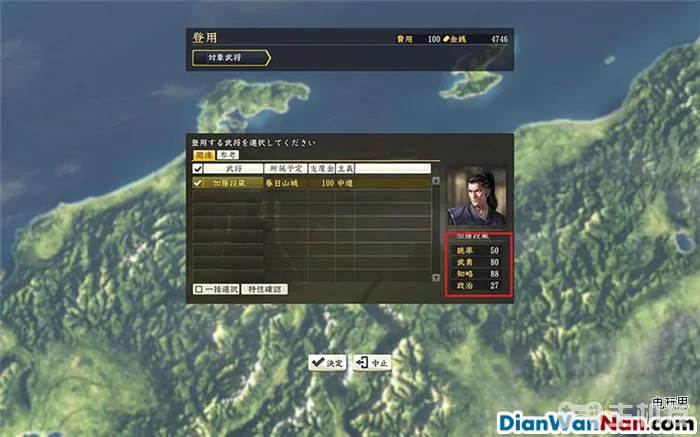 登用
費用 100 金銭 4746
対象武将
登用する武将を選択してください
関連 参考
武将 所属予定 支度金 主義
加藤段蔵 春日山城 100 中道
加藤段蔵
統率 50
武勇 80
知略 88
政治 27
一括選択 特性確認
決定 中止
电玩男
DianWanNan.com